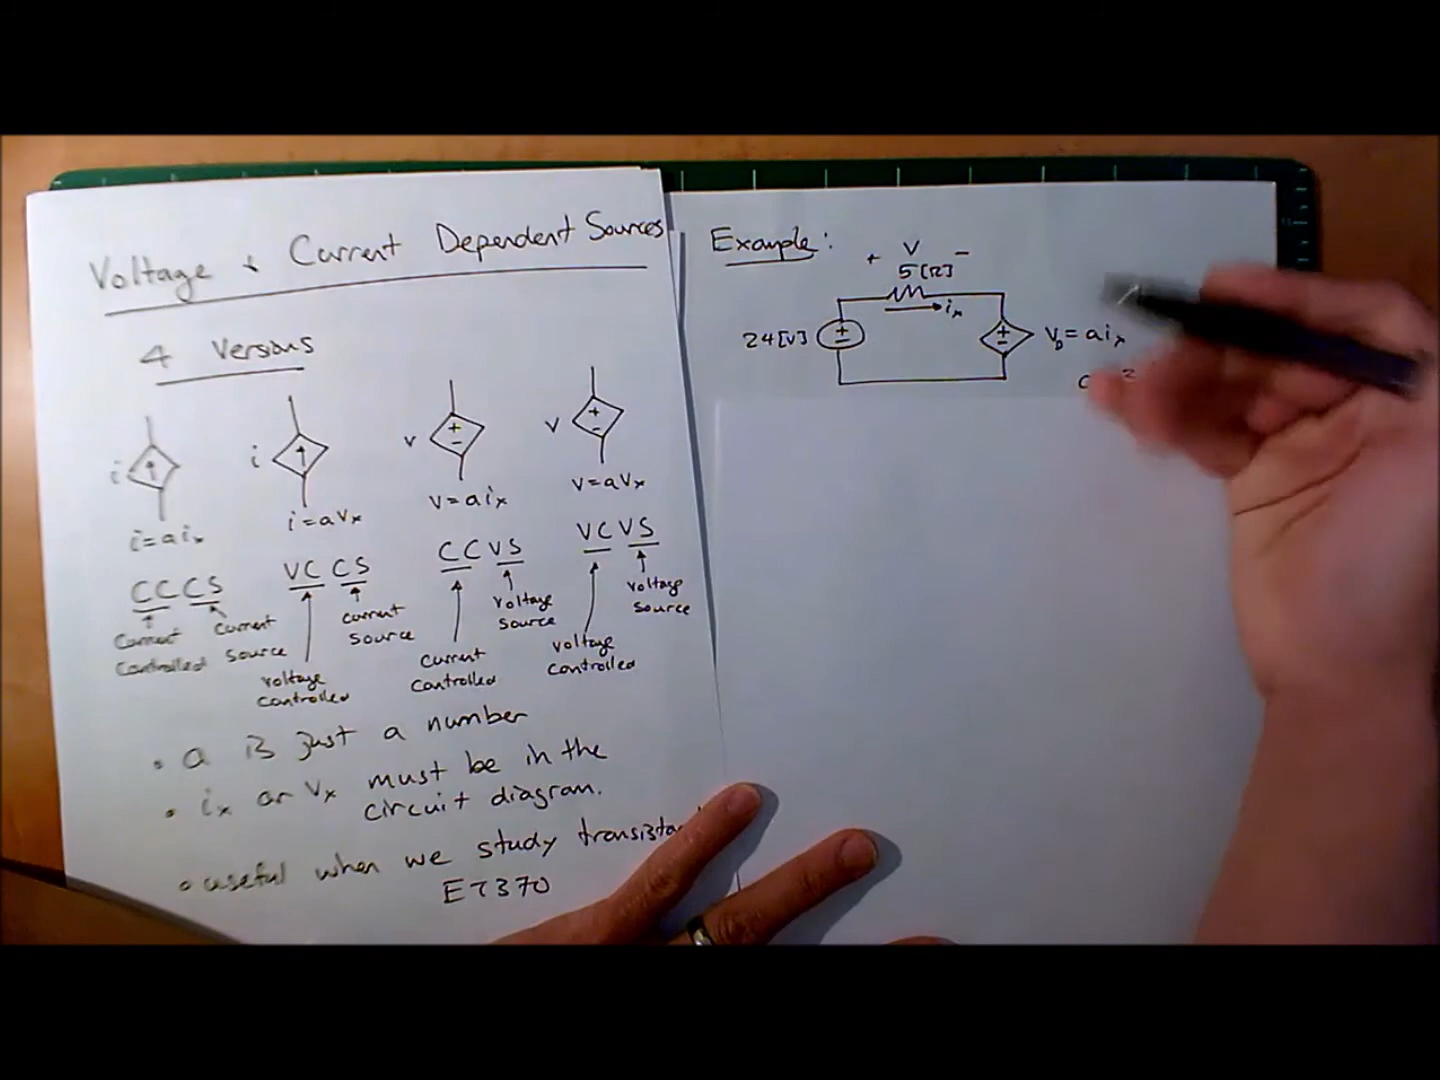 Voltage + Current Dependent Sources
4 Versions
i
i
v
v
+
-
+
-
i=aix
i=avx
v=aix
v=avx
CCCS
VCCS
CCVS
VCVS
Current Controlled
Current Source
voltage controlled
current source
current controlled
voltage source
voltage controlled
voltage source
• a is just a number
• ix or vx must be in the
circuit diagram.
• useful when we study
ET370
Example:
+ V -
5[Ω]
ix
24[V]
+
-
+
-
VD=aix